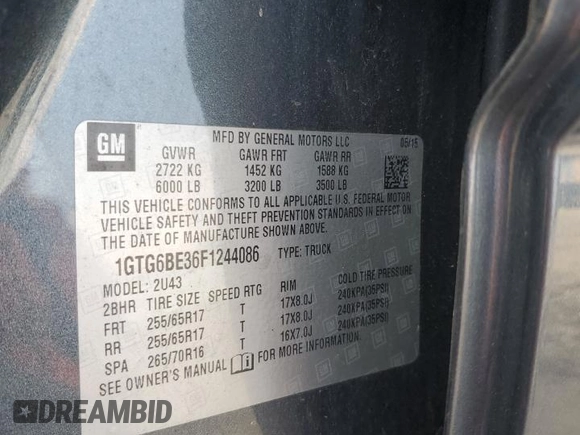 GM
MFD BY GENERAL MOTORS LLC 05/15
GVWR GAWR FRT GAWR RR
2722 KG 1452 KG 1588 KG
6000 LB 3200 LB 3500 LB
THIS VEHICLE CONFORMS TO ALL APPLICABLE U.S. FEDERAL MOTOR
VEHICLE SAFETY AND THEFT PREVENTION STANDARDS IN EFFECT ON
THE DATE OF MANUFACTURE SHOWN ABOVE.
1GTG6BE36F1244086 TYPE: TRUCK
MODEL: 2U43
2BHR TIRE SIZE SPEED RTG RIM COLD TIRE PRESSURE
FRT 255/65R17 T 17X8.0J 240KPA(35PSI)
RR 255/65R17 T 17X8.0J 240KPA(35PSI)
SPA 265/70R16 T 16X7.0J 240KPA(35PSI)
SEE OWNER'S MANUAL FOR MORE INFORMATION.
DREAMBID